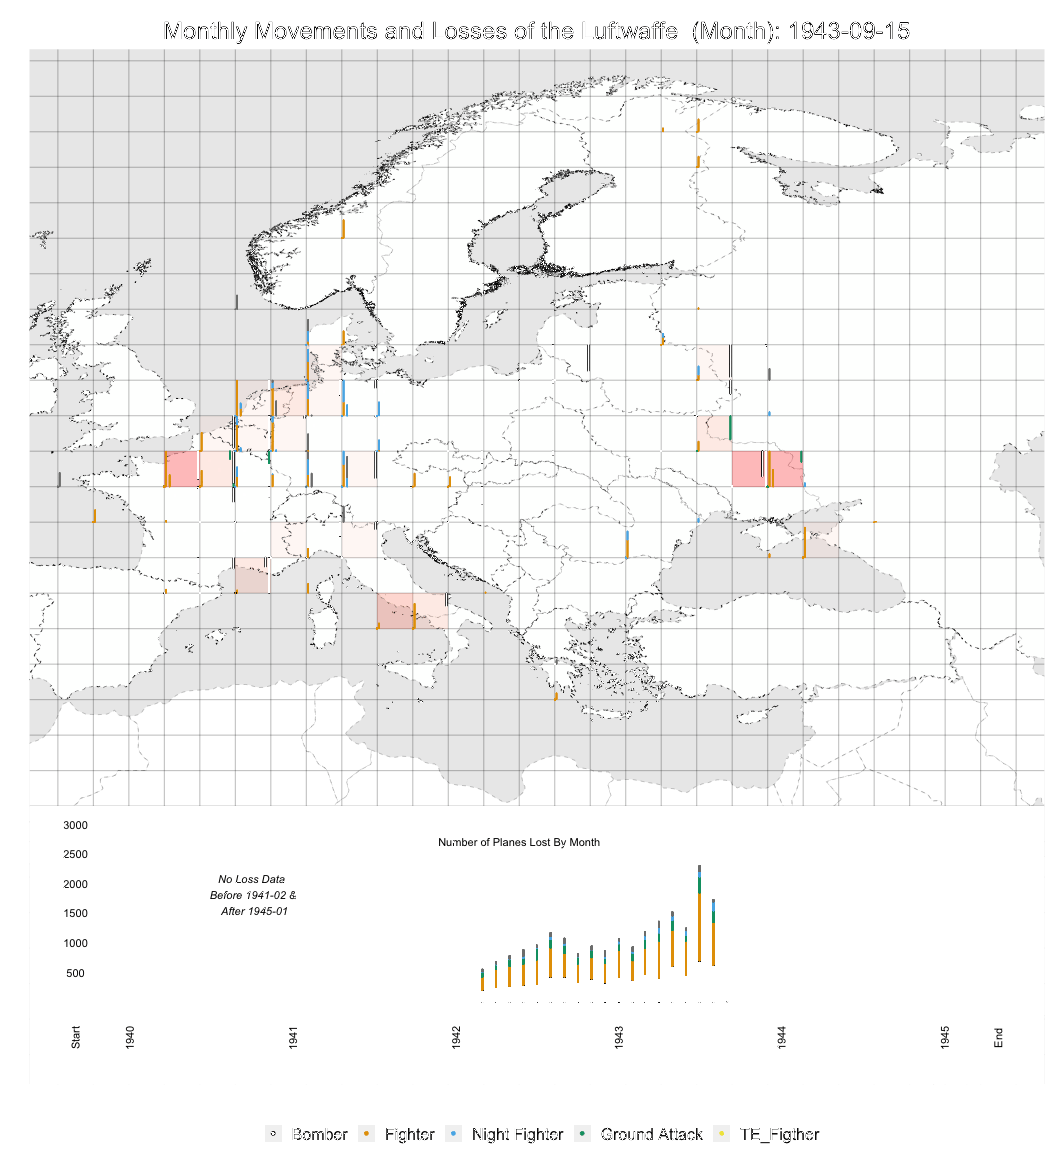 Monthly Movements and Losses of the Luftwaffe (Month): 1943-09-15
3000
Number of Planes Lost By Month
2500
2000
No Loss Data
Before 1941-02 &
After 1945-01
1500
1000
500
Start
1940
1941
1942
1943
1944
1945
End
Bomber Fighter Night Fighter Ground Attack TE_Figther